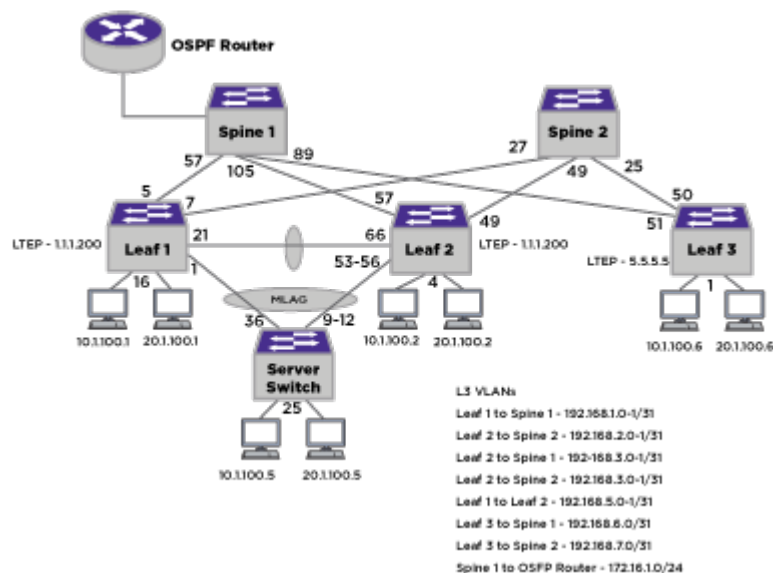 OSPF Router
Spine 1
Spine 2
57
105
89
27
49
25
5
7
57
49
50
51
LTEP - 1.1.1.200
Leaf 1
21
66
Leaf 2
LTEP - 1.1.1.200
LTEP - 5.5.5.5
Leaf 3
16
1
53-56
4
1
MLAG
36
9-12
10.1.100.1
20.1.100.1
10.1.100.2
20.1.100.2
10.1.100.6
20.1.100.6
Server
Switch
25
10.1.100.5
20.1.100.5
L3 VLANs
Leaf 1 to Spine 1 - 192.168.1.0-1/31
Leaf 2 to Spine 2 - 192.168.2.0-1/31
Leaf 2 to Spine 1 - 192-168.3.0-1/31
Leaf 2 to Spine 2 - 192.168.3.0-1/31
Leaf 1 to Leaf 2 - 192.168.5.0-1/31
Leaf 3 to Spine 1 - 192.168.6.0/31
Leaf 3 to Spine 2 - 192.168.7.0/31
Spine 1 to OSFP Router - 172.16.1.0/24